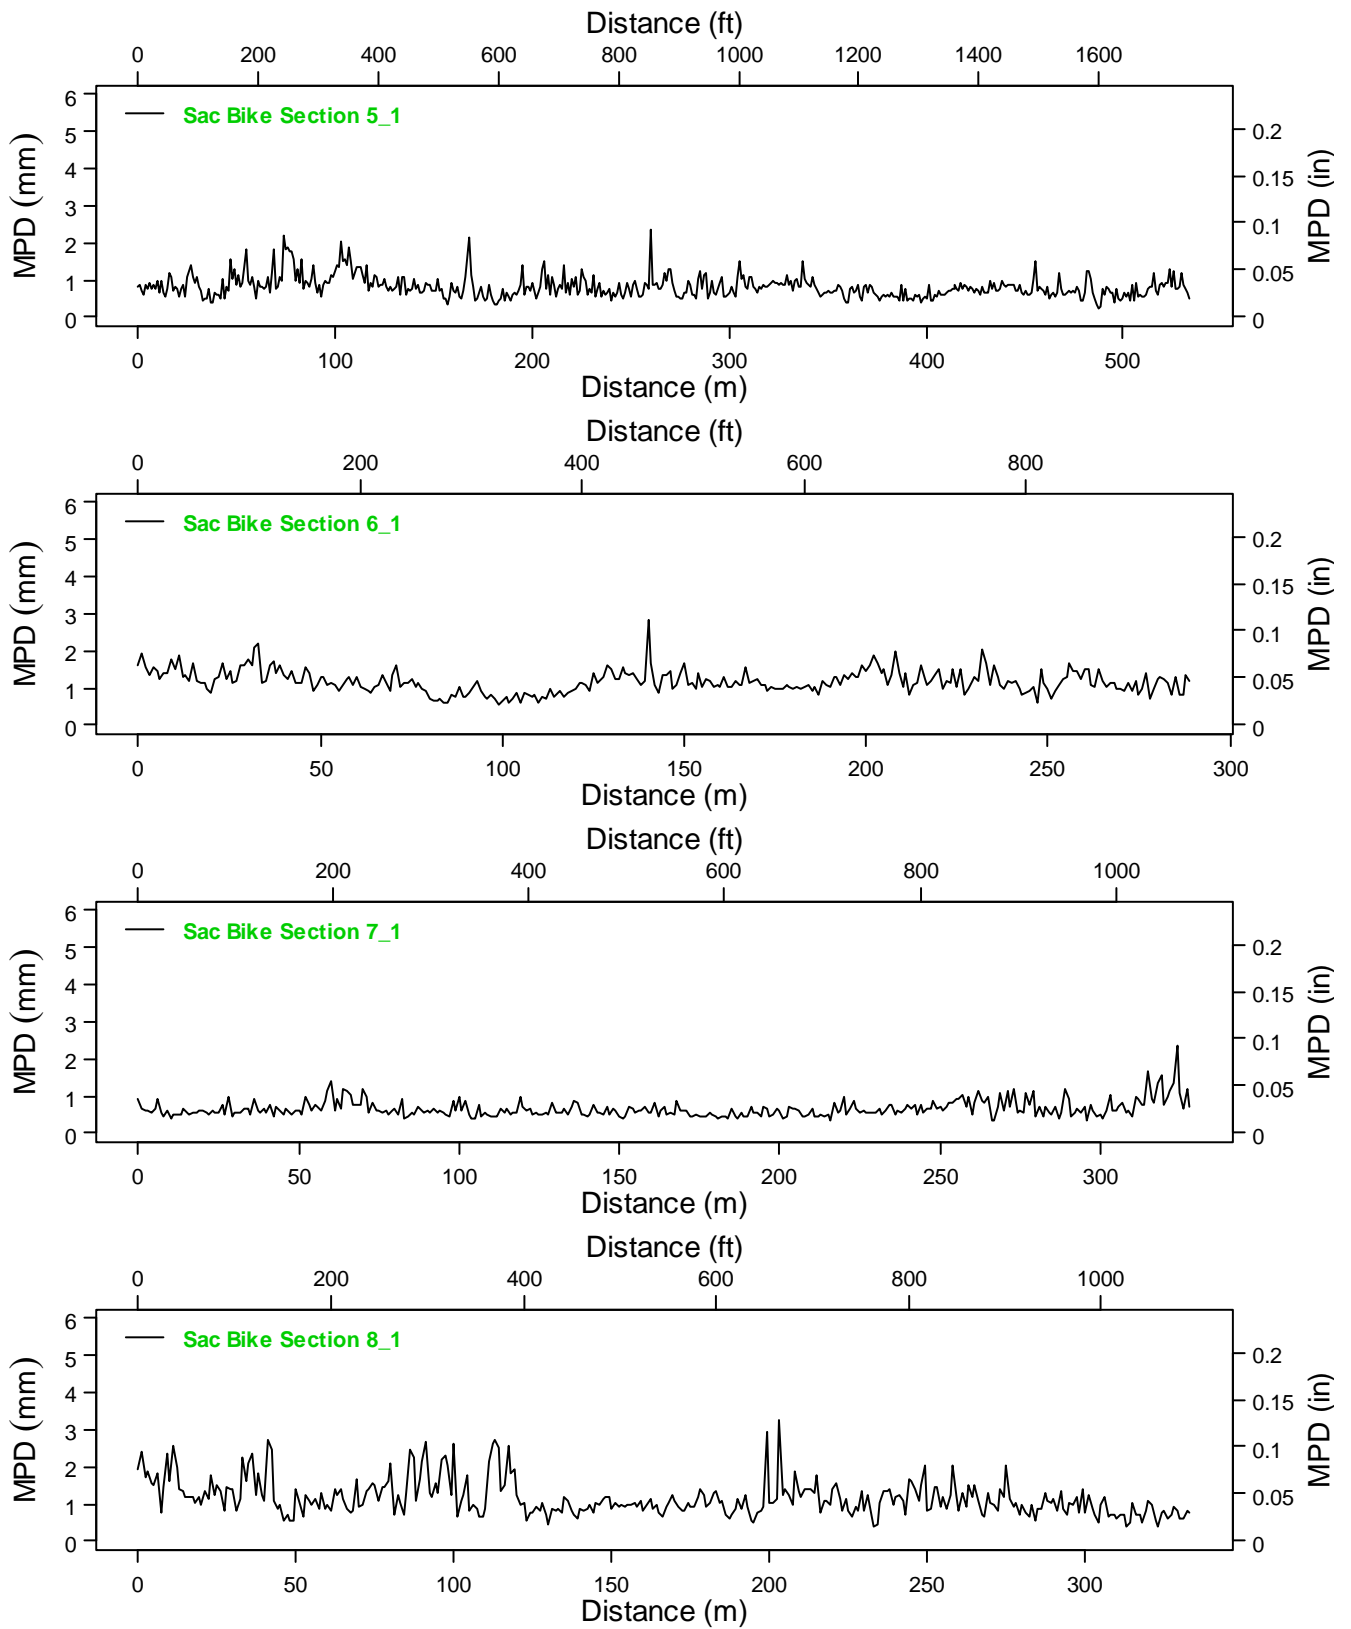 Distance (ft)
0 200 400 600 800 1000 1200 1400 1600
Sac Bike Section 5_1
MPD (mm)
6
5
4
3
2
1
0
0.2
0.15
0.1
0.05
0
MPD (in)
0 100 200 300 400 500
Distance (m)
Distance (ft)
0 200 400 600 800
Sac Bike Section 6_1
MPD (mm)
6
5
4
3
2
1
0
0.2
0.15
0.1
0.05
0
MPD (in)
0 50 100 150 200 250 300
Distance (m)
Distance (ft)
0 200 400 600 800 1000
Sac Bike Section 7_1
MPD (mm)
6
5
4
3
2
1
0
0.2
0.15
0.1
0.05
0
MPD (in)
0 50 100 150 200 250 300
Distance (m)
Distance (ft)
0 200 400 600 800 1000
Sac Bike Section 8_1
MPD (mm)
6
5
4
3
2
1
0
0.2
0.15
0.1
0.05
0
MPD (in)
0 50 100 150 200 250 300
Distance (m)